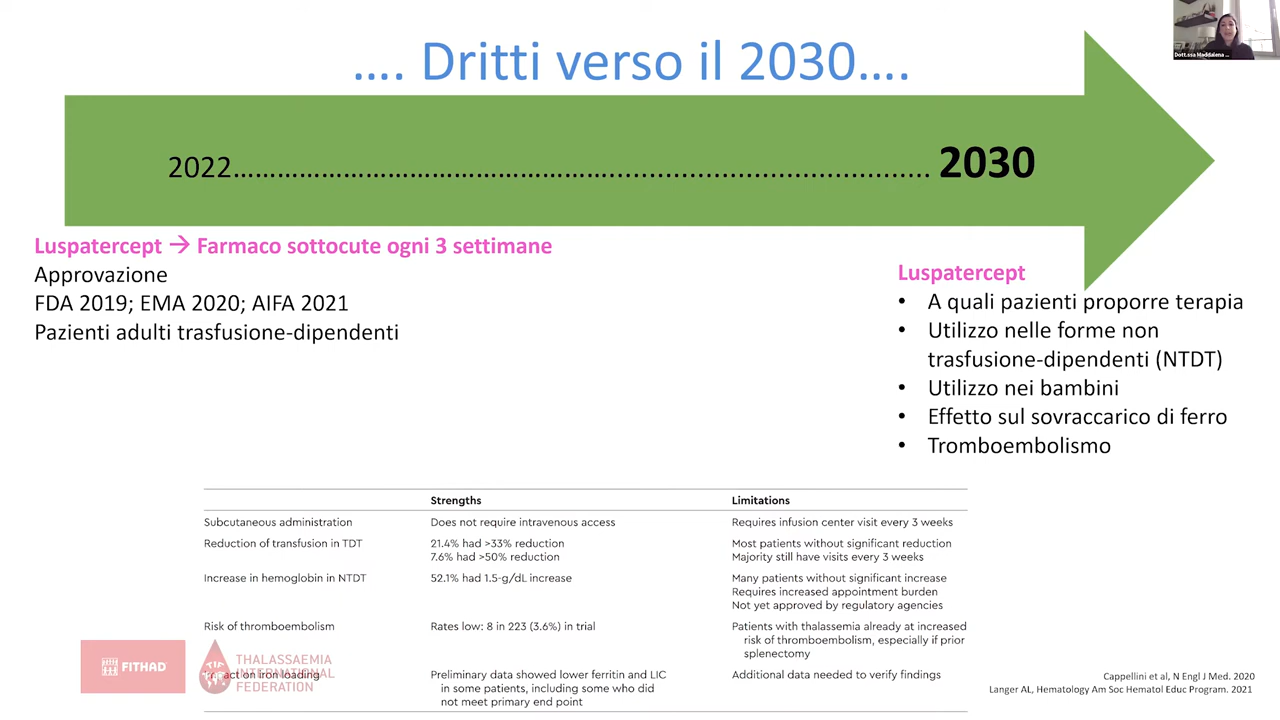 .... Dritti verso il 2030....
Dott.ssa Maddalena ...
2022.......................................................................................... 2030
Luspatercept → Farmaco sottocute ogni 3 settimane
Approvazione
FDA 2019; EMA 2020; AIFA 2021
Pazienti adulti trasfusione-dipendenti
Luspatercept
• A quali pazienti proporre terapia
• Utilizzo nelle forme non
trasfusione-dipendenti (NTDT)
• Utilizzo nei bambini
• Effetto sul sovraccarico di ferro
• Tromboembolismo
Strengths Limitations
Subcutaneous administration Does not require intravenous access Requires infusion center visit every 3 weeks
Reduction of transfusion in TDT 21.4% had >33% reduction Most patients without significant reduction
7.6% had >50% reduction Majority still have visits every 3 weeks
Increase in hemoglobin in NTDT 52.1% had 1.5-g/dL increase Many patients without significant increase
Requires increased appointment burden
Not yet approved by regulatory agencies
Risk of thromboembolism Rates low: 8 in 223 (3.6%) in trial Patients with thalassemia already at increased
risk of thromboembolism, especially if prior
splenectomy
Impact on iron loading Preliminary data showed lower ferritin and LIC Additional data needed to verify findings
in some patients, including some who did
not meet primary end point
FITHAD
TIF
THALASSAEMIA
INTERNATIONAL
FEDERATION
Cappellini et al, N Engl J Med. 2020
Langer AL, Hematology Am Soc Hematol Educ Program. 2021